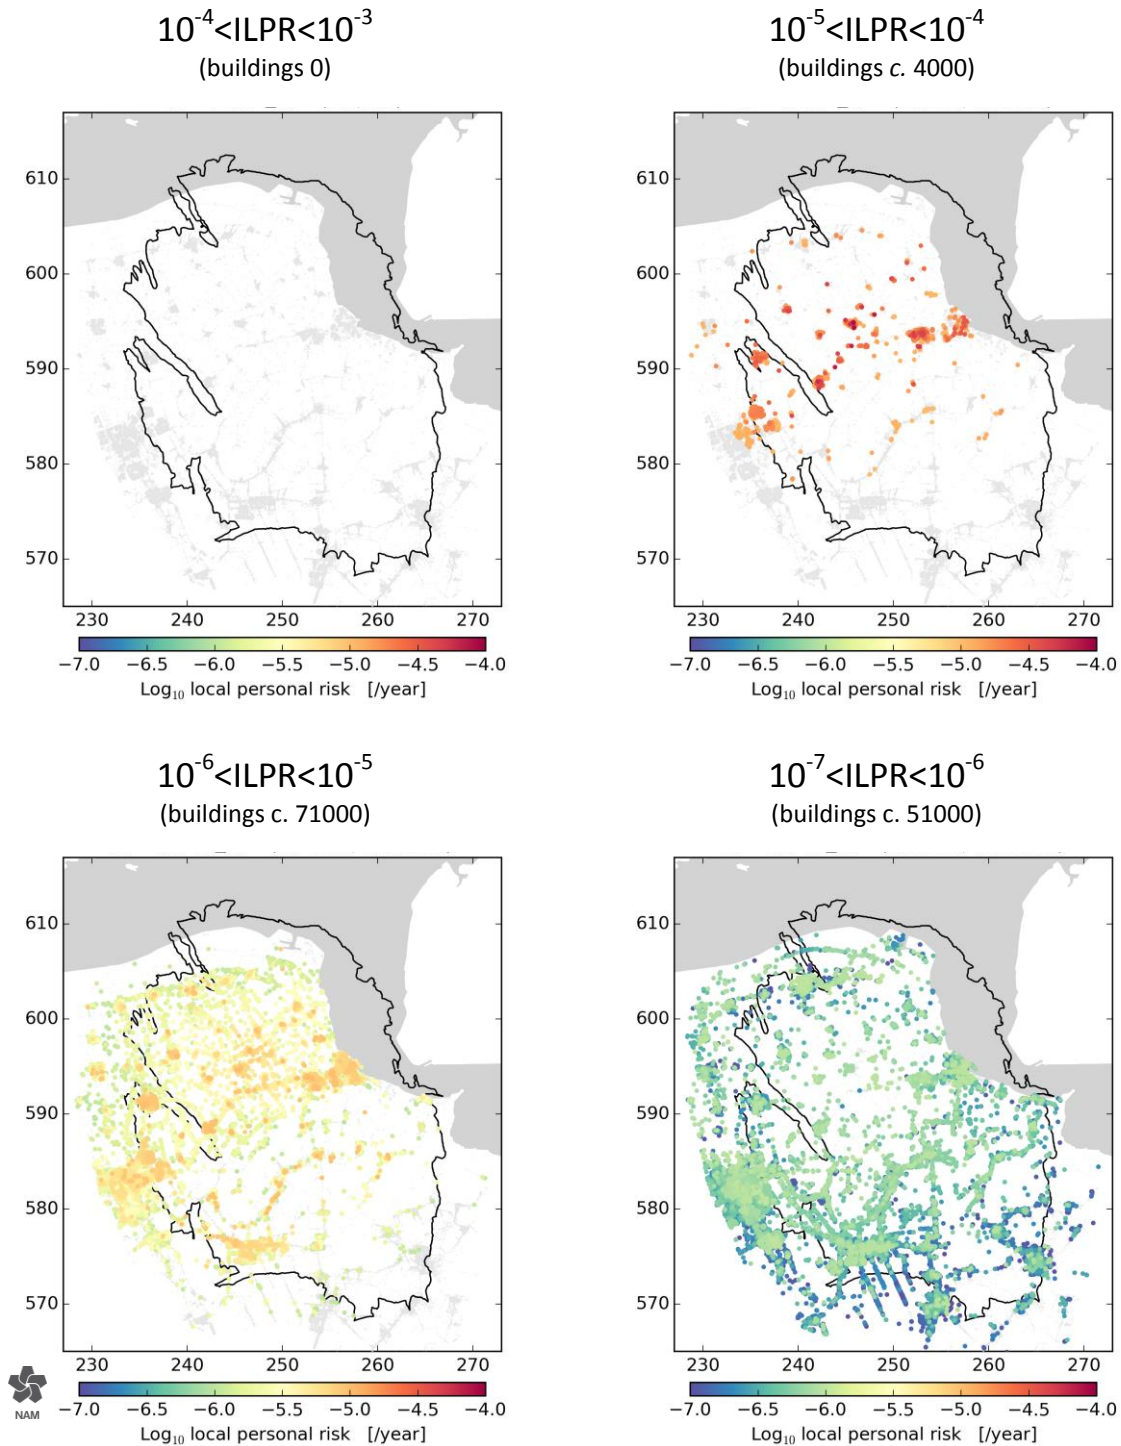 10⁻⁴<ILPR<10⁻³
(buildings 0)
610
600
590
580
570
230 240 250 260 270
−7.0 −6.5 −6.0 −5.5 −5.0 −4.5 −4.0
Log₁₀ local personal risk [/year]
10⁻⁵<ILPR<10⁻⁴
(buildings c. 4000)
610
600
590
580
570
230 240 250 260 270
−7.0 −6.5 −6.0 −5.5 −5.0 −4.5 −4.0
Log₁₀ local personal risk [/year]
10⁻⁶<ILPR<10⁻⁵
(buildings c. 71000)
610
600
590
580
570
230 240 250 260 270
−7.0 −6.5 −6.0 −5.5 −5.0 −4.5 −4.0
Log₁₀ local personal risk [/year]
NAM
10⁻⁷<ILPR<10⁻⁶
(buildings c. 51000)
610
600
590
580
570
230 240 250 260 270
−7.0 −6.5 −6.0 −5.5 −5.0 −4.5 −4.0
Log₁₀ local personal risk [/year]